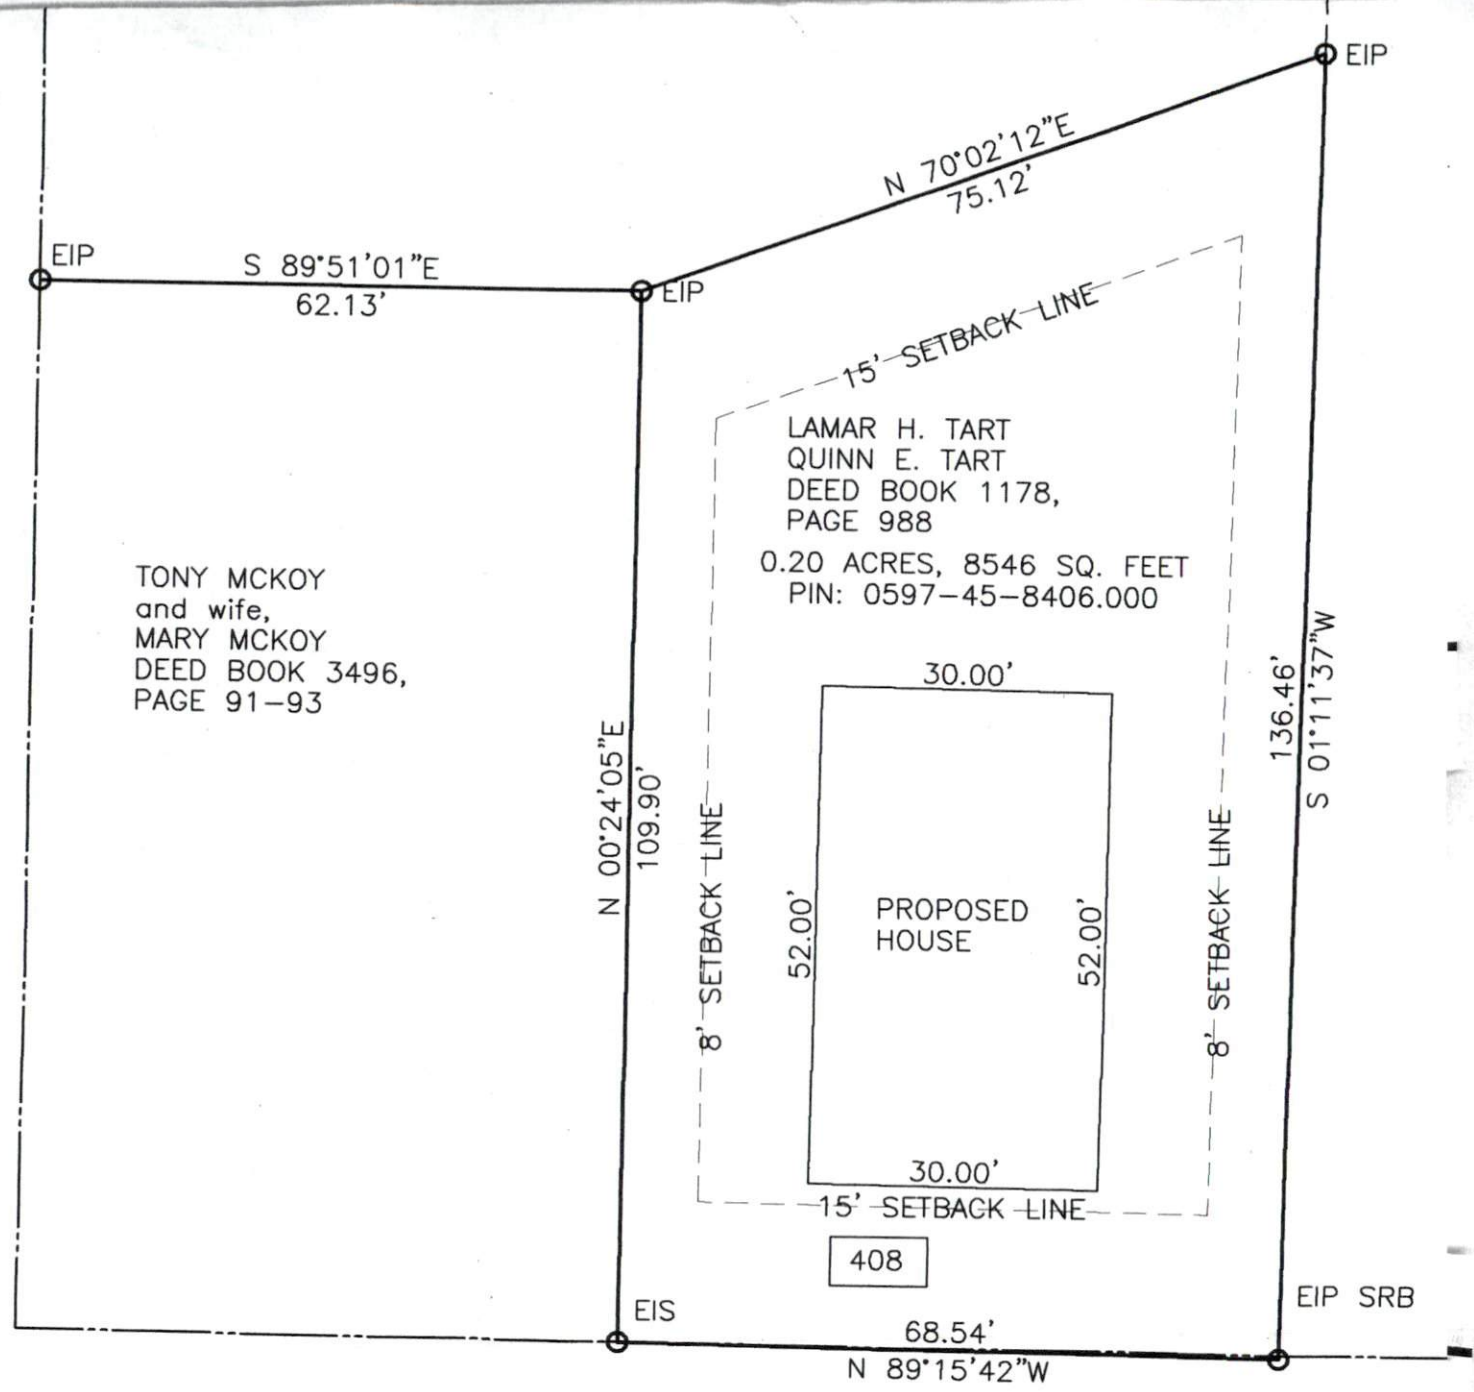 EIP
N 70°02'12"E
75.12'
EIP
S 89°51'01"E
62.13'
EIP
15' SETBACK LINE
LAMAR H. TART
QUINN E. TART
DEED BOOK 1178,
PAGE 988
0.20 ACRES, 8546 SQ. FEET
PIN: 0597-45-8406.000
TONY MCKOY
and wife,
MARY MCKOY
DEED BOOK 3496,
PAGE 91-93
N 00°24'05"E
109.90'
8' SETBACK LINE
30.00'
52.00'
PROPOSED
HOUSE
52.00'
30.00'
8' SETBACK LINE
136.46'
S 01°11'37"W
15' SETBACK LINE
408
EIS
EIP SRB
68.54'
N 89°15'42"W